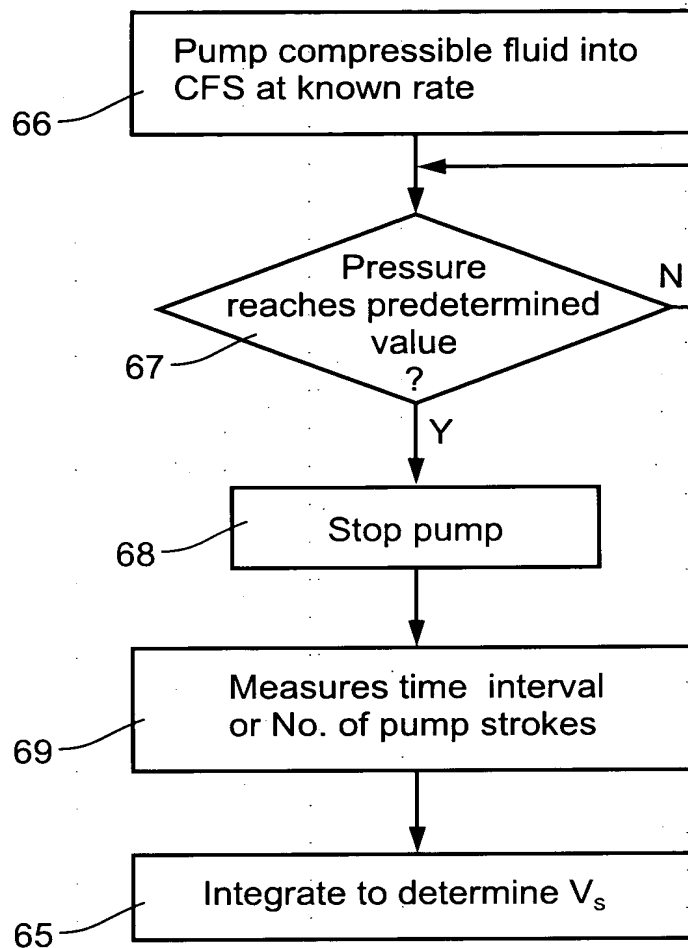 Pump compressible fluid into
CFS at known rate
66
Pressure
reaches predetermined
value
?
N
67
Y
Stop pump
68
Measures time interval
or No. of pump strokes
69
Integrate to determine Vₛ
65